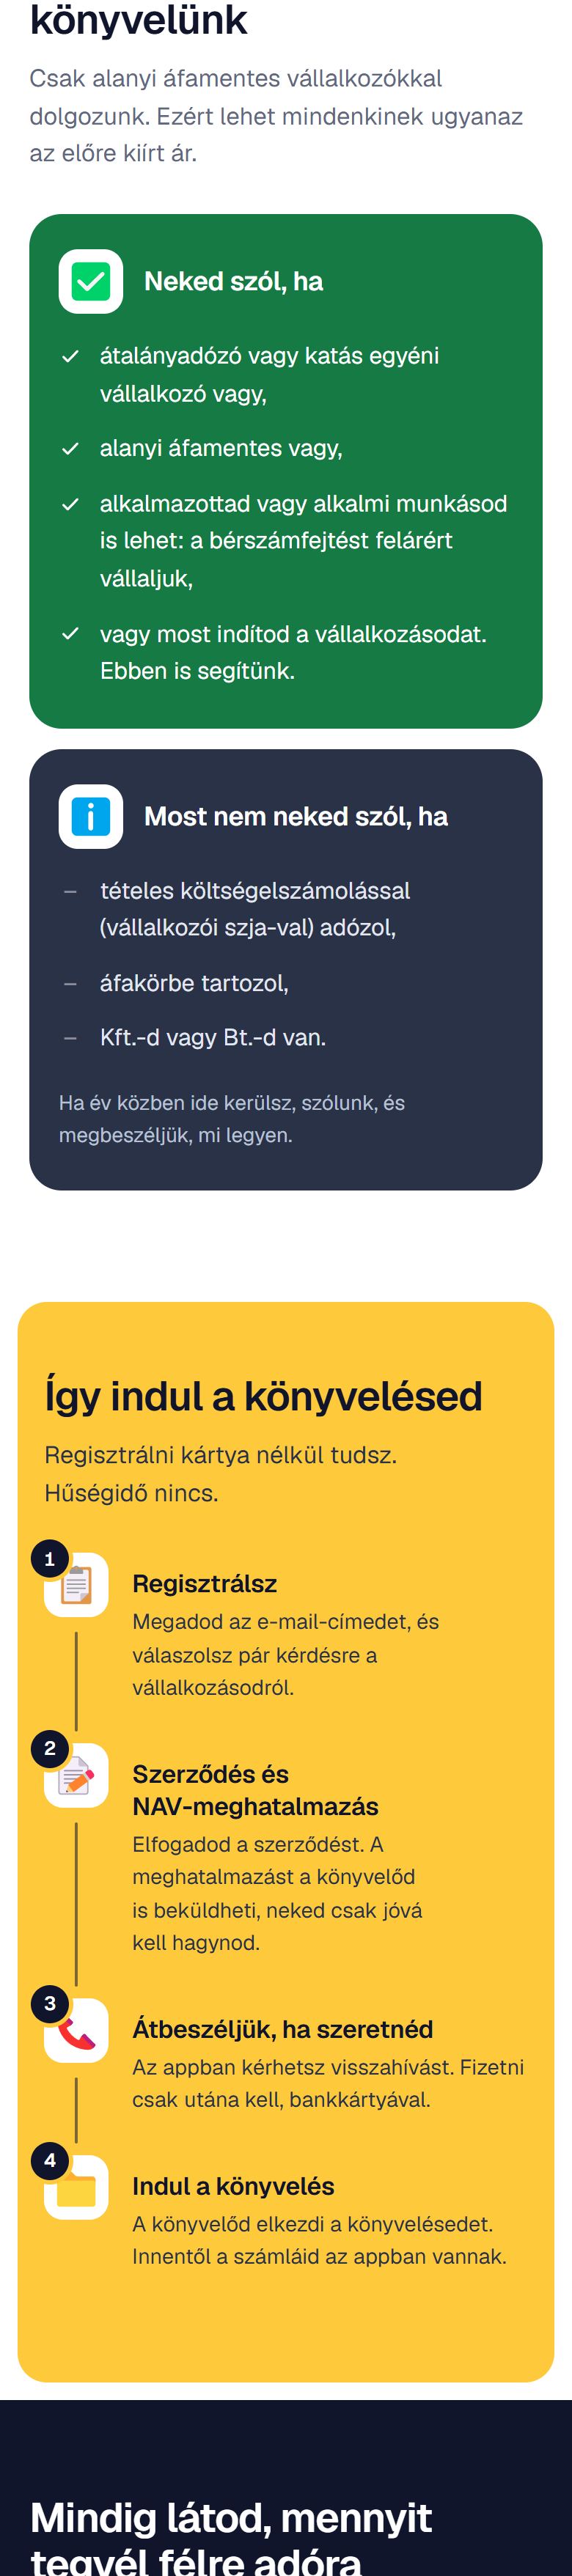 könyvelünk
Csak alanyi áfamentes vállalkozókkal
dolgozunk. Ezért lehet mindenkinek ugyanaz
az előre kiírt ár.
Neked szól, ha
átalányadózó vagy katás egyéni
vállalkozó vagy,
alanyi áfamentes vagy,
alkalmazottad vagy alkalmi munkásod
is lehet: a bérszámfejtést felárért
vállaljuk,
vagy most indítod a vállalkozásodat.
Ebben is segítünk.
Most nem neked szól, ha
– tételes költségelszámolással
(vállalkozói szja-val) adózol,
– áfakörbe tartozol,
– Kft.-d vagy Bt.-d van.
Ha év közben ide kerülsz, szólunk, és
megbeszéljük, mi legyen.
Így indul a könyvelésed
Regisztrálni kártya nélkül tudsz.
Hűségidő nincs.
1
Regisztrálsz
Megadod az e-mail-címedet, és
válaszolsz pár kérdésre a
vállalkozásodról.
2
Szerződés és
NAV-meghatalmazás
Elfogadod a szerződést. A
meghatalmazást a könyvelőd
is beküldheti, neked csak jóvá
kell hagynod.
3
Átbeszéljük, ha szeretnéd
Az appban kérhetsz visszahívást. Fizetni
csak utána kell, bankkártyával.
4
Indul a könyvelés
A könyvelőd elkezdi a könyvelésedet.
Innentől a számláid az appban vannak.
Mindig látod, mennyit
tegyél félre adóra